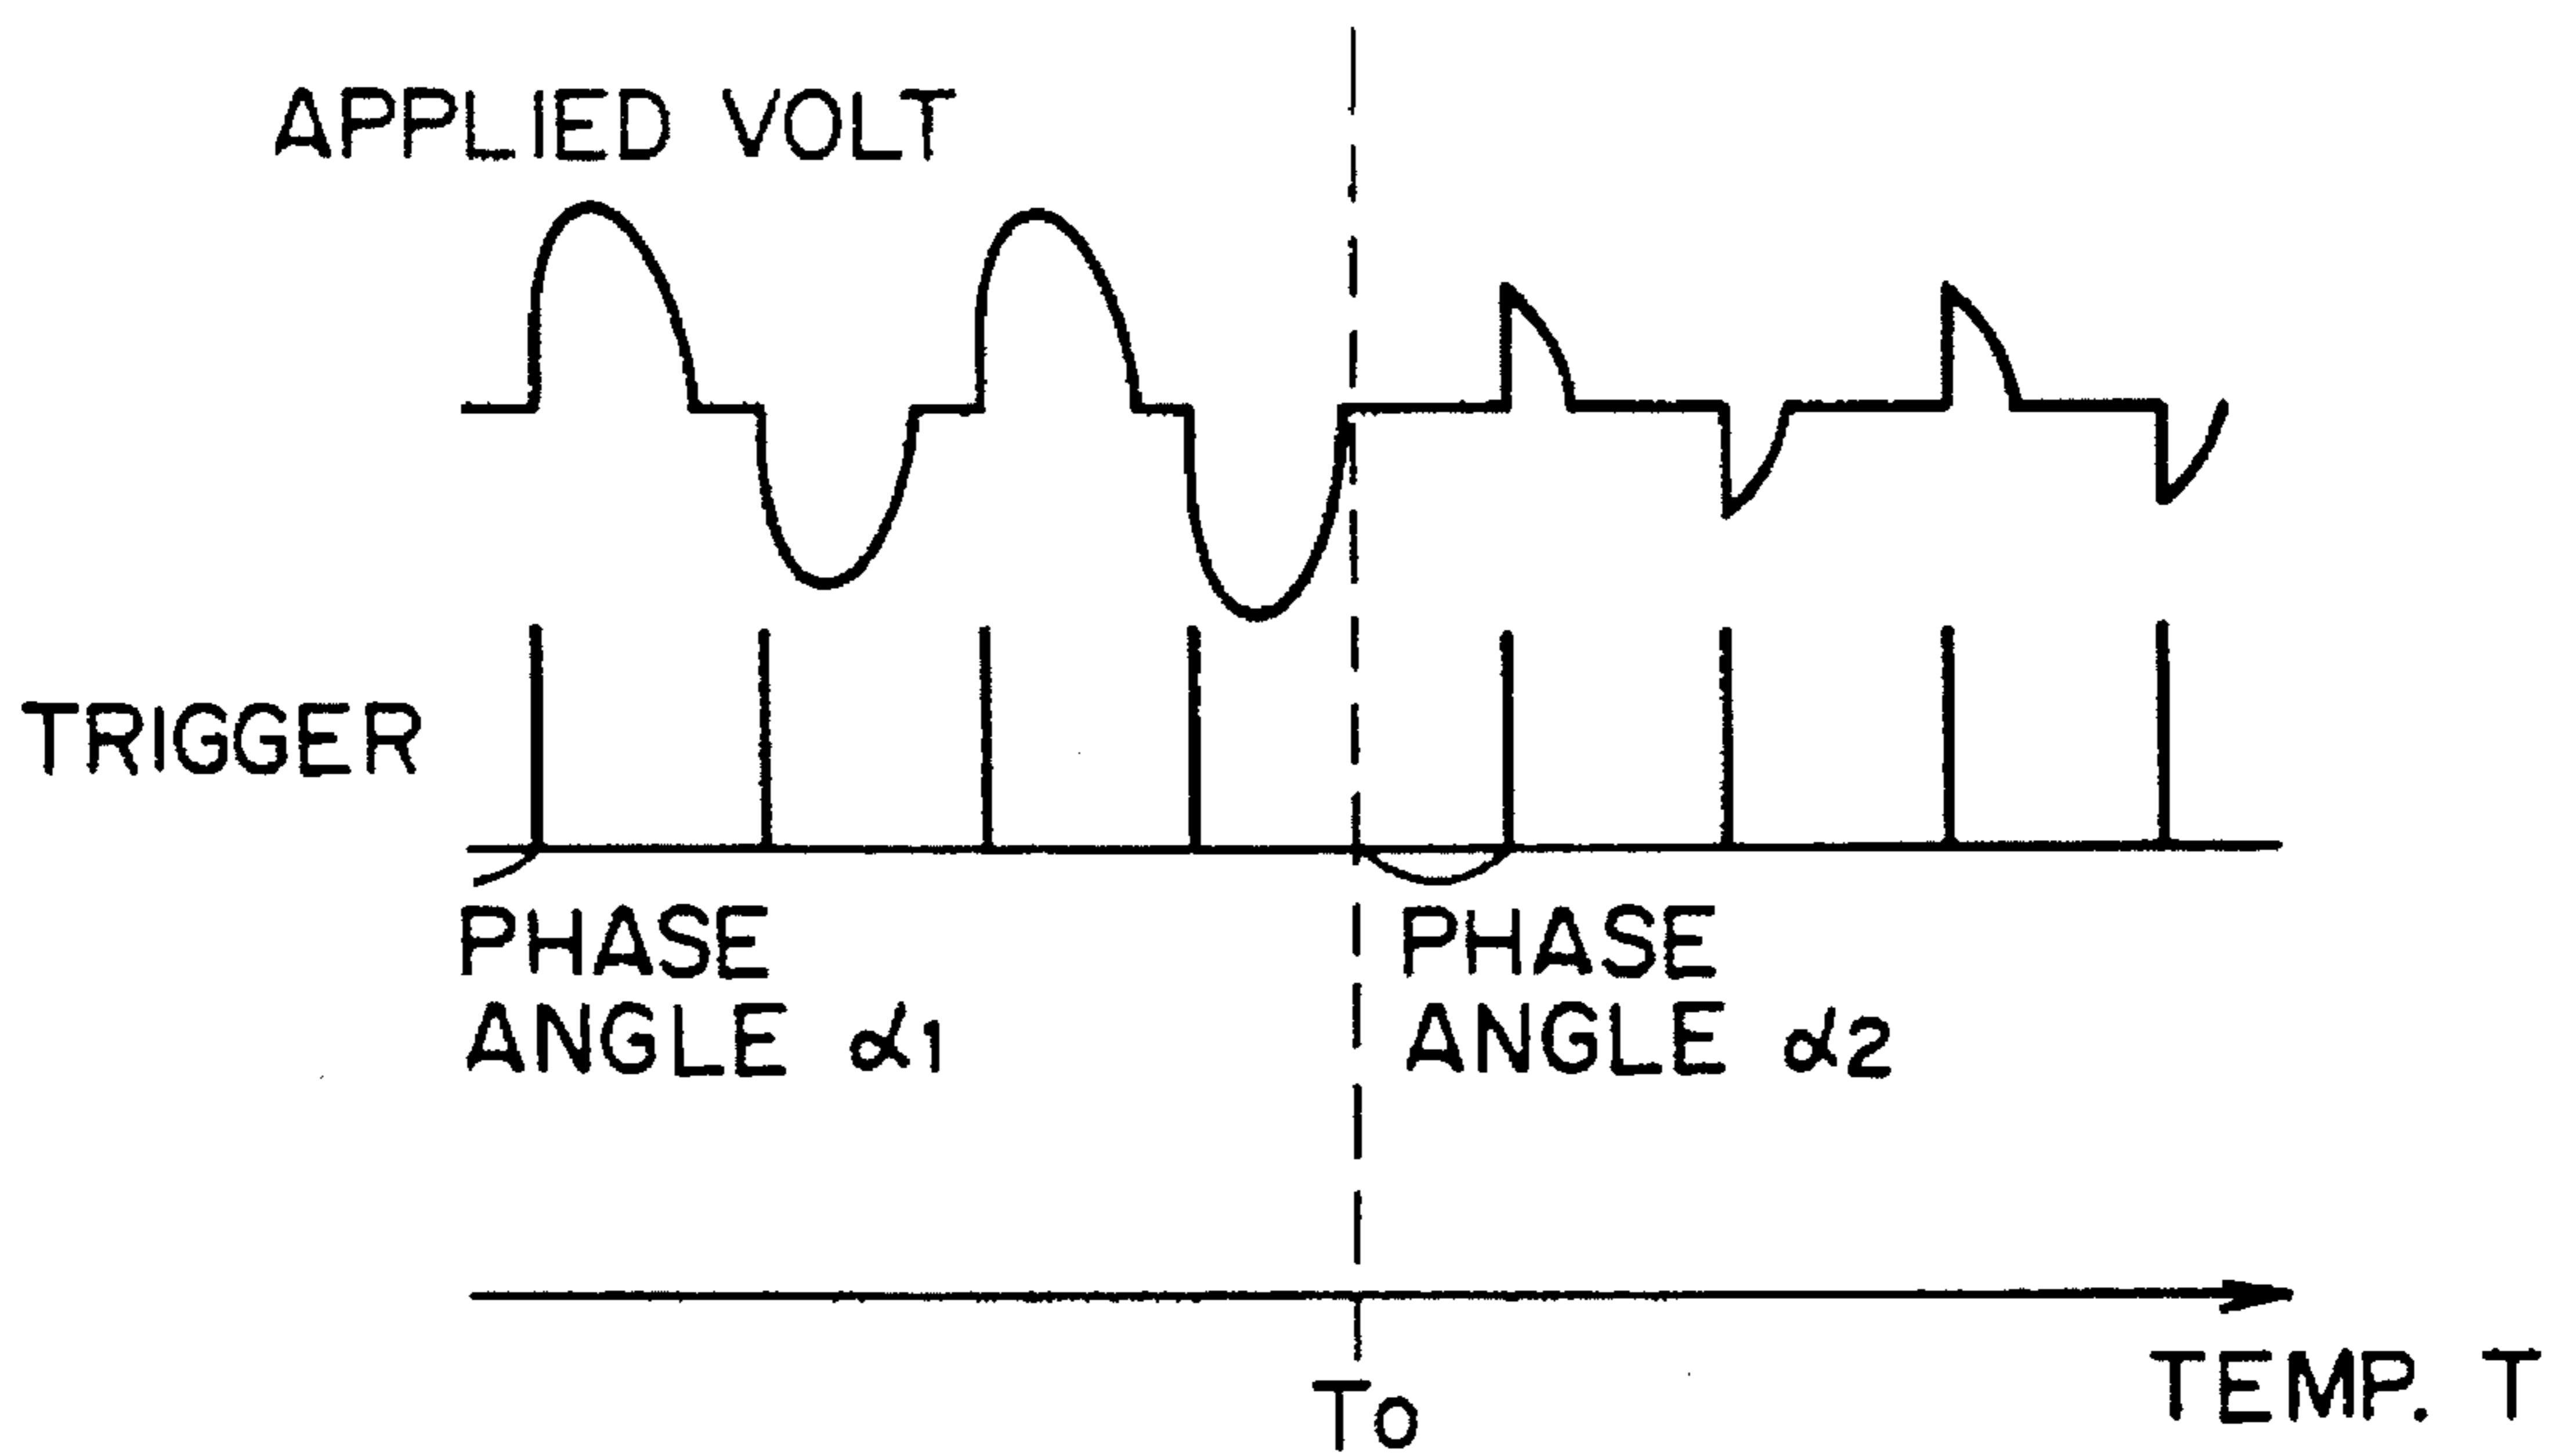 APPLIED VOLT
TRIGGER
PHASE
ANGLE α1
PHASE
ANGLE α2
To
TEMP. T